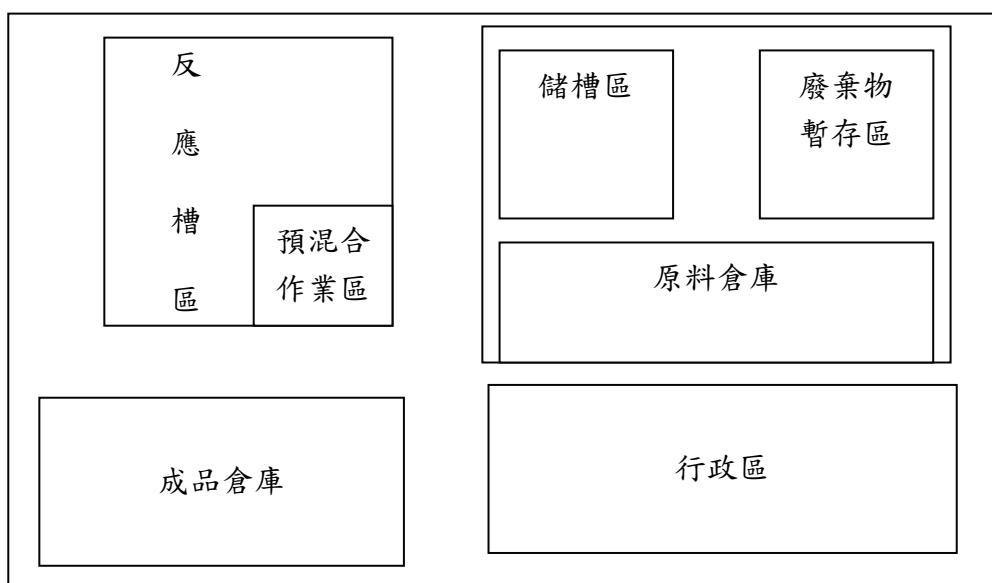 反應槽區
預混合
作業區
儲槽區
廢棄物
暫存區
原料倉庫
成品倉庫
行政區